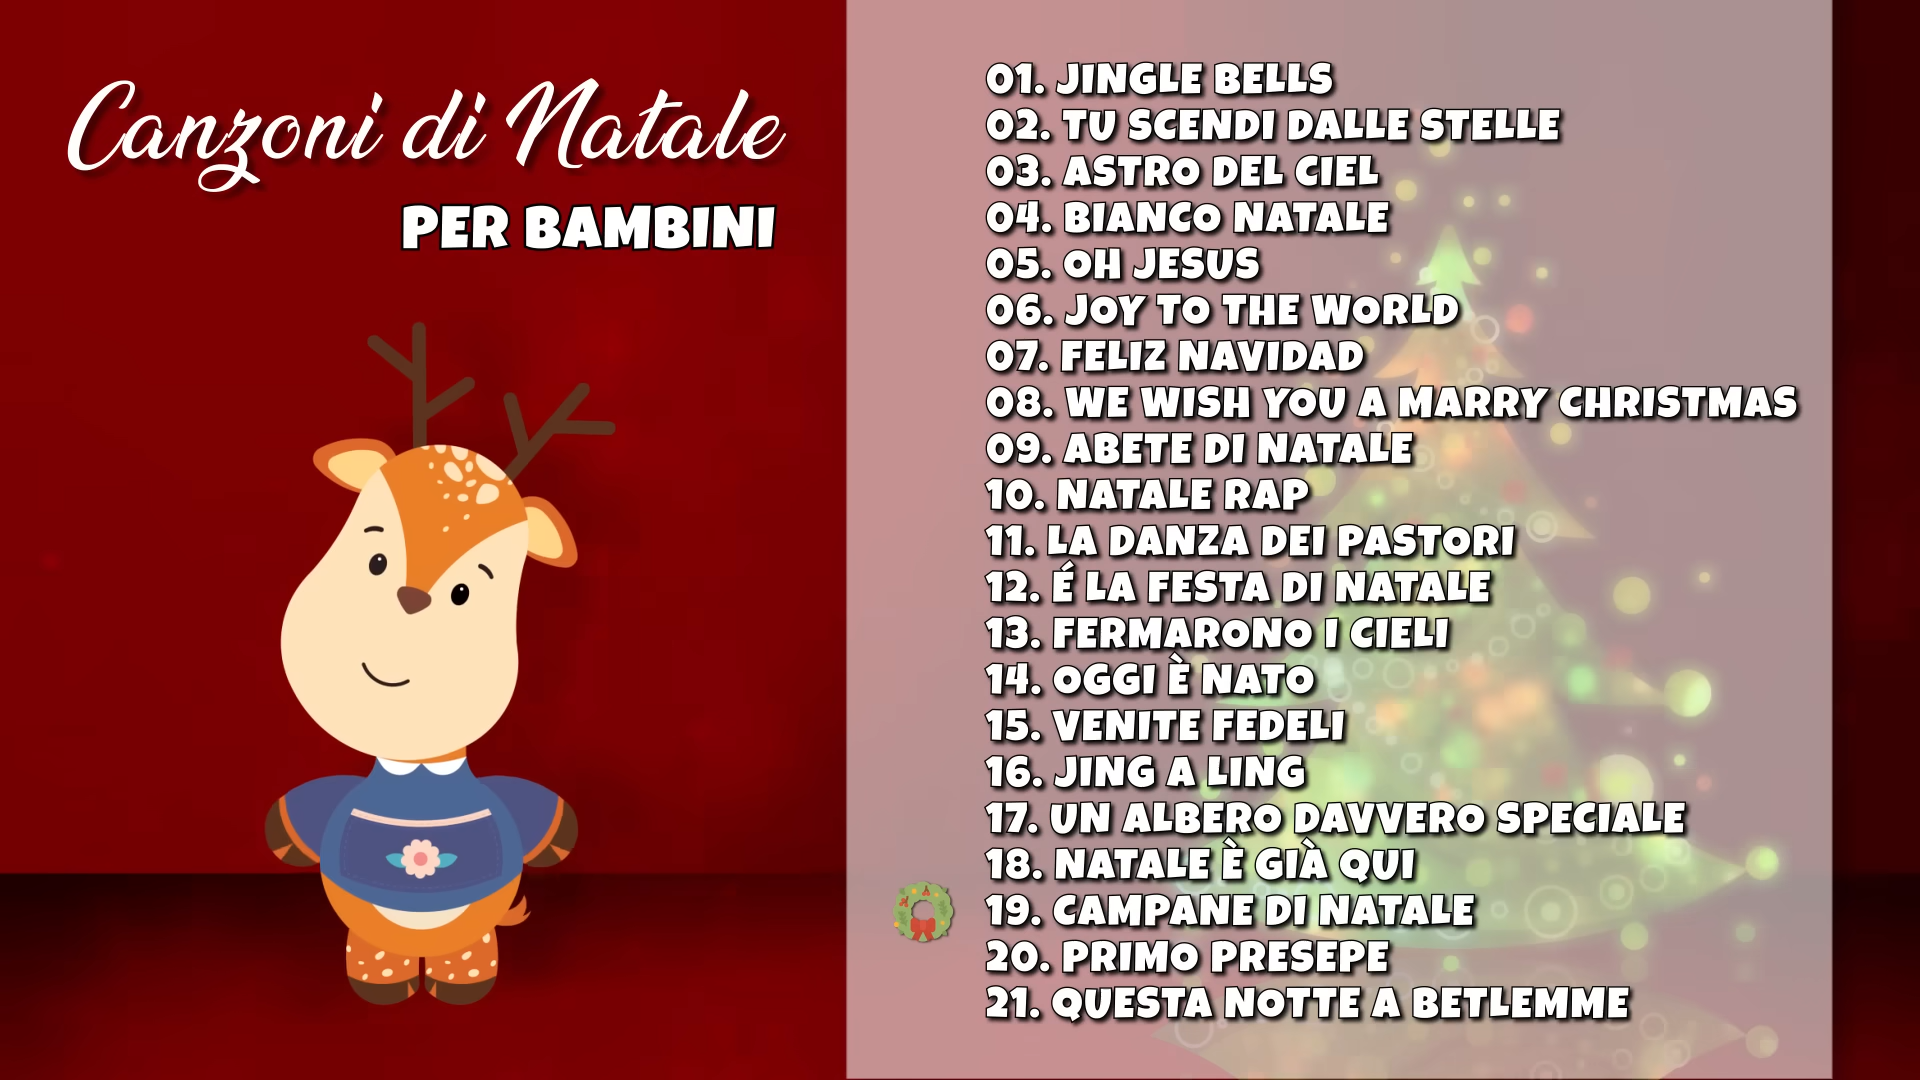 Canzoni di Natale
PER BAMBINI
01. JINGLE BELLS
02. TU SCENDI DALLE STELLE
03. ASTRO DEL CIEL
04. BIANCO NATALE
05. OH JESUS
06. JOY TO THE WORLD
07. FELIZ NAVIDAD
08. WE WISH YOU A MARRY CHRISTMAS
09. ABETE DI NATALE
10. NATALE RAP
11. LA DANZA DEI PASTORI
12. É LA FESTA DI NATALE
13. FERMARONO I CIELI
14. OGGI È NATO
15. VENITE FEDELI
16. JING A LING
17. UN ALBERO DAVVERO SPECIALE
18. NATALE È GIÀ QUI
19. CAMPANE DI NATALE
20. PRIMO PRESEPE
21. QUESTA NOTTE A BETLEMME